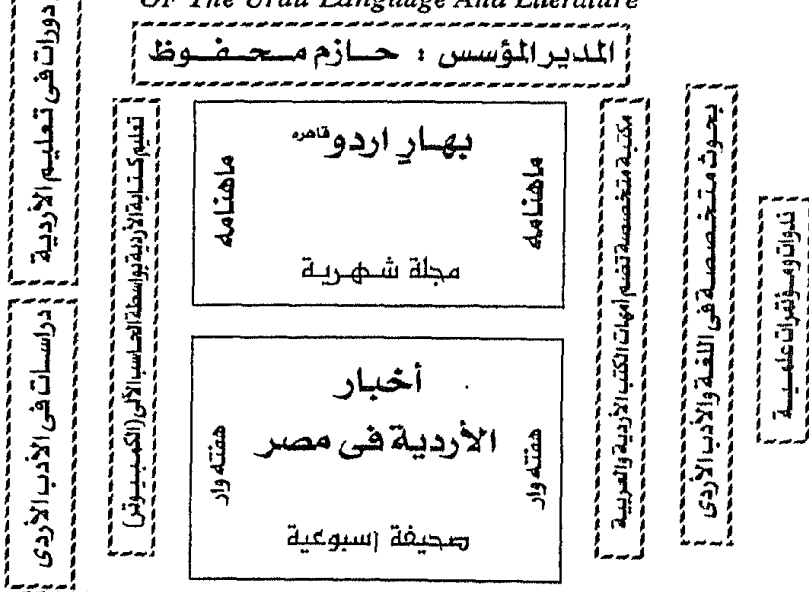 Of The Urdu Language And Literature
المدير المؤسس : حازم محفوظ
بهارِ اردو قاهره
ماهنامه
ماهنامه
مجلة شهرية
أخبار
الأردية فى مصر
هفته وار
هفته وار
صحيفة إسبوعية
ندوات ومؤتمرات علمية
بحوث متخصصة فى اللغة والأدب الأردى
مكتبة متخصصة تضم أمهات الكتب الأردية والعربية
تعليم كتابة الأردية بواسطة الحاسب الآلى (الكمبيوتر)
دورات فى تعليم الأردية
دراسات فى الأدب الأردى